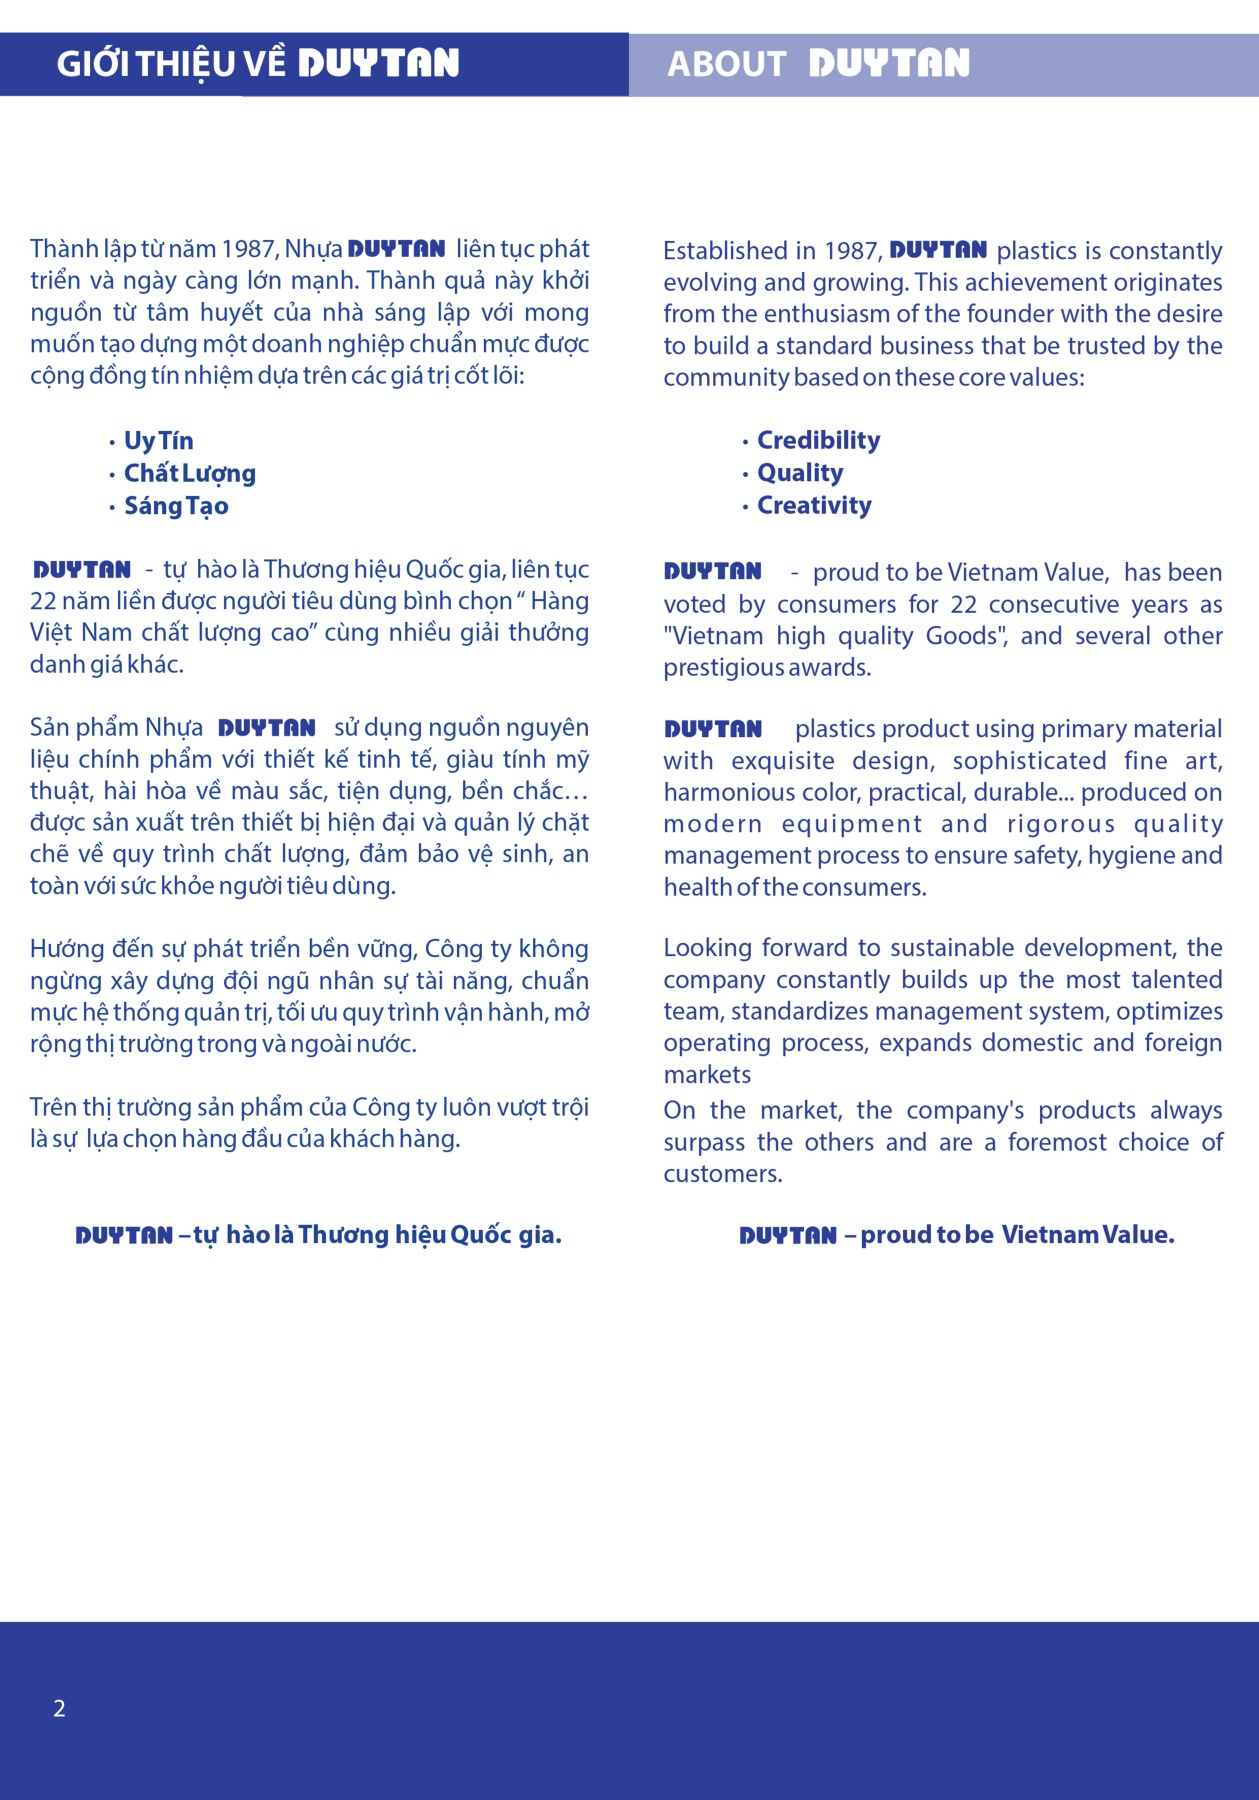 GIỚI THIỆU VỀ DUYTAN
Thành lập từ năm 1987, Nhựa DUYTAN liên tục phát
triển và ngày càng lớn mạnh. Thành quả này khởi
nguồn từ tâm huyết của nhà sáng lập với mong
muốn tạo dựng một doanh nghiệp chuẩn mực được
cộng đồng tín nhiệm dựa trên các giá trị cốt lõi:
• Uy Tín
• Chất Lượng
• Sáng Tạo
DUYTAN - tự hào là Thương hiệu Quốc gia, liên tục
22 năm liền được người tiêu dùng bình chọn “ Hàng
Việt Nam chất lượng cao” cùng nhiều giải thưởng
danh giá khác.
Sản phẩm Nhựa DUYTAN sử dụng nguồn nguyên
liệu chính phẩm với thiết kế tinh tế, giàu tính mỹ
thuật, hài hòa về màu sắc, tiện dụng, bền chắc…
được sản xuất trên thiết bị hiện đại và quản lý chặt
chẽ về quy trình chất lượng, đảm bảo vệ sinh, an
toàn với sức khỏe người tiêu dùng.
Hướng đến sự phát triển bền vững, Công ty không
ngừng xây dựng đội ngũ nhân sự tài năng, chuẩn
mực hệ thống quản trị, tối ưu quy trình vận hành, mở
rộng thị trường trong và ngoài nước.
Trên thị trường sản phẩm của Công ty luôn vượt trội
là sự lựa chọn hàng đầu của khách hàng.
DUYTAN – tự hào là Thương hiệu Quốc gia.
ABOUT DUYTAN
Established in 1987, DUYTAN plastics is constantly
evolving and growing. This achievement originates
from the enthusiasm of the founder with the desire
to build a standard business that be trusted by the
community based on these core values:
• Credibility
• Quality
• Creativity
DUYTAN - proud to be Vietnam Value, has been
voted by consumers for 22 consecutive years as
"Vietnam high quality Goods", and several other
prestigious awards.
DUYTAN plastics product using primary material
with exquisite design, sophisticated fine art,
harmonious color, practical, durable... produced on
modern equipment and rigorous quality
management process to ensure safety, hygiene and
health of the consumers.
Looking forward to sustainable development, the
company constantly builds up the most talented
team, standardizes management system, optimizes
operating process, expands domestic and foreign
markets
On the market, the company's products always
surpass the others and are a foremost choice of
customers.
DUYTAN – proud to be Vietnam Value.
2